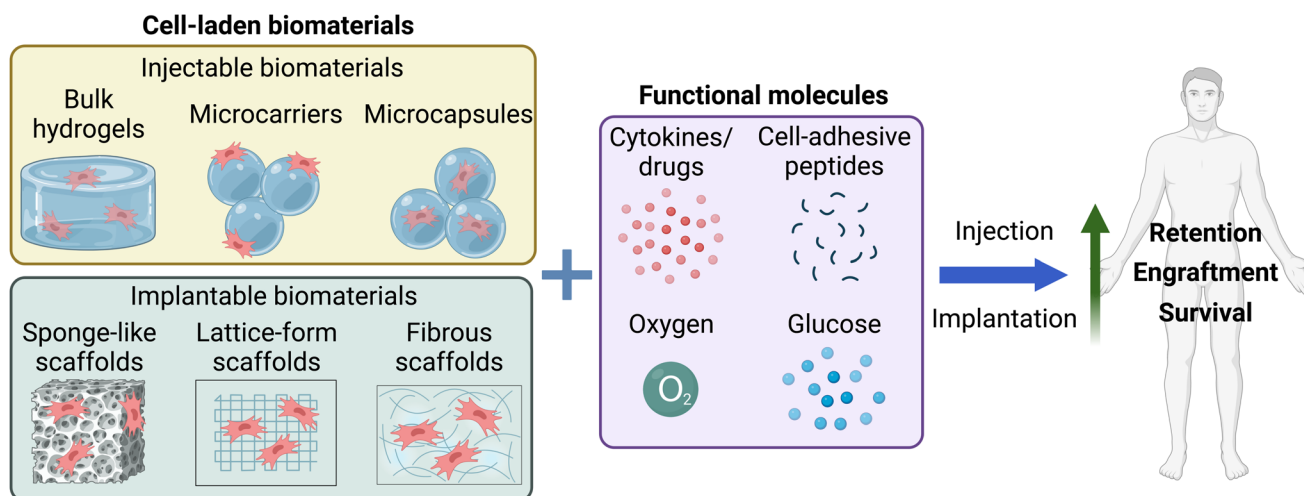 Cell-laden biomaterials
Injectable biomaterials
Bulk
hydrogels
Microcarriers
Microcapsules
Implantable biomaterials
Sponge-like
scaffolds
Lattice-form
scaffolds
Fibrous
scaffolds
+
Functional molecules
Cytokines/
drugs
Cell-adhesive
peptides
Oxygen
O2
Glucose
Injection
Implantation
Retention
Engraftment
Survival